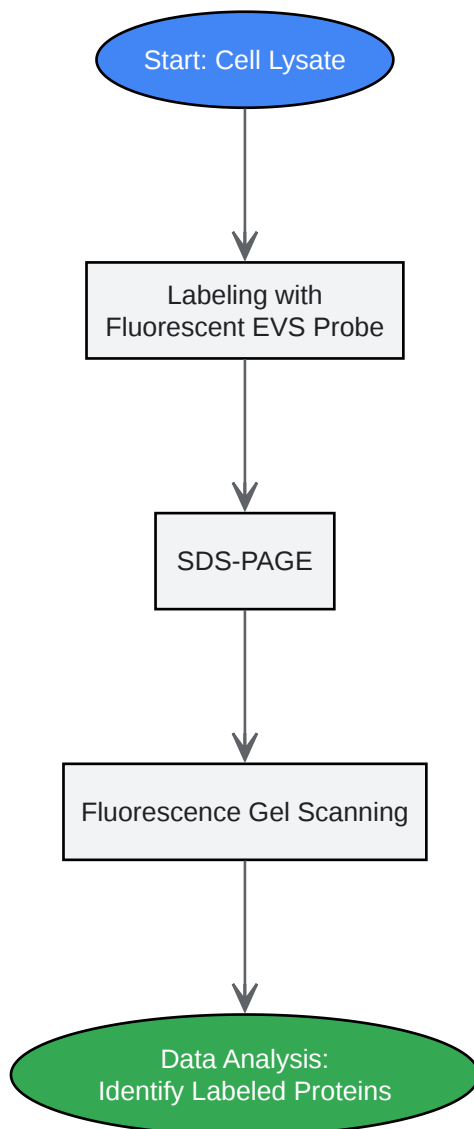 Start: Cell Lysate
Labeling with
Fluorescent EVS Probe
SDS-PAGE
Fluorescence Gel Scanning
Data Analysis:
Identify Labeled Proteins